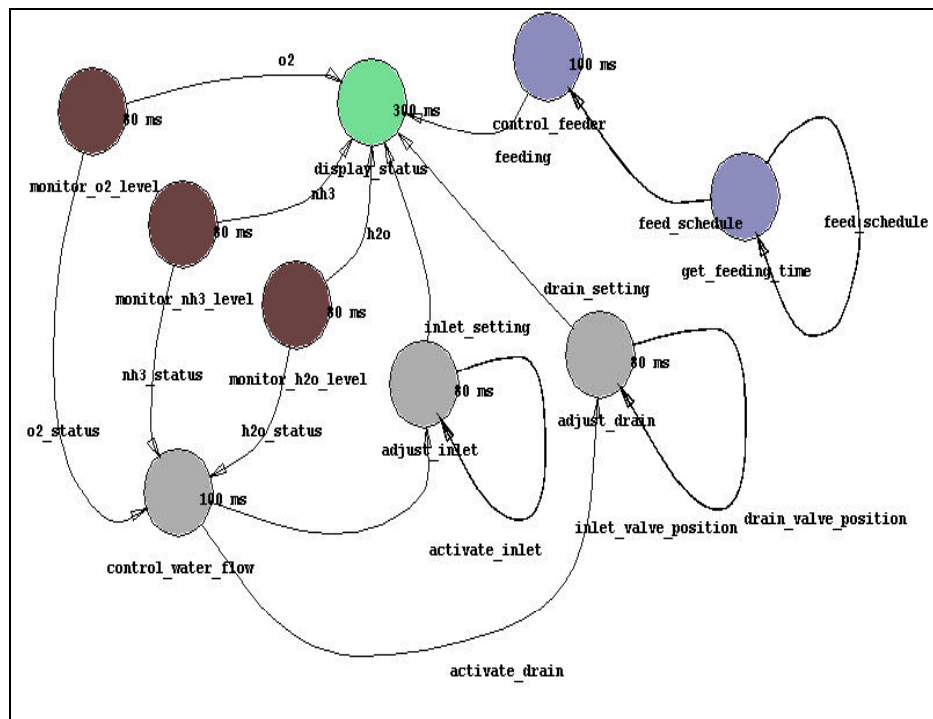 o2
100 ms
80 ms
300 ms
control_feeder
feeding
display_status
monitor_o2_level
nh3
feed_schedule
feed_schedule
80 ms
h2o
get_feeding_time
drain_setting
monitor_nh3_level
80 ms
inlet_setting
80 ms
nh3_status
monitor_h2o_level
80 ms
adjust_drain
o2_status
h2o_status
adjust_inlet
100 ms
drain_valve_position
inlet_valve_position
activate_inlet
control_water_flow
activate_drain